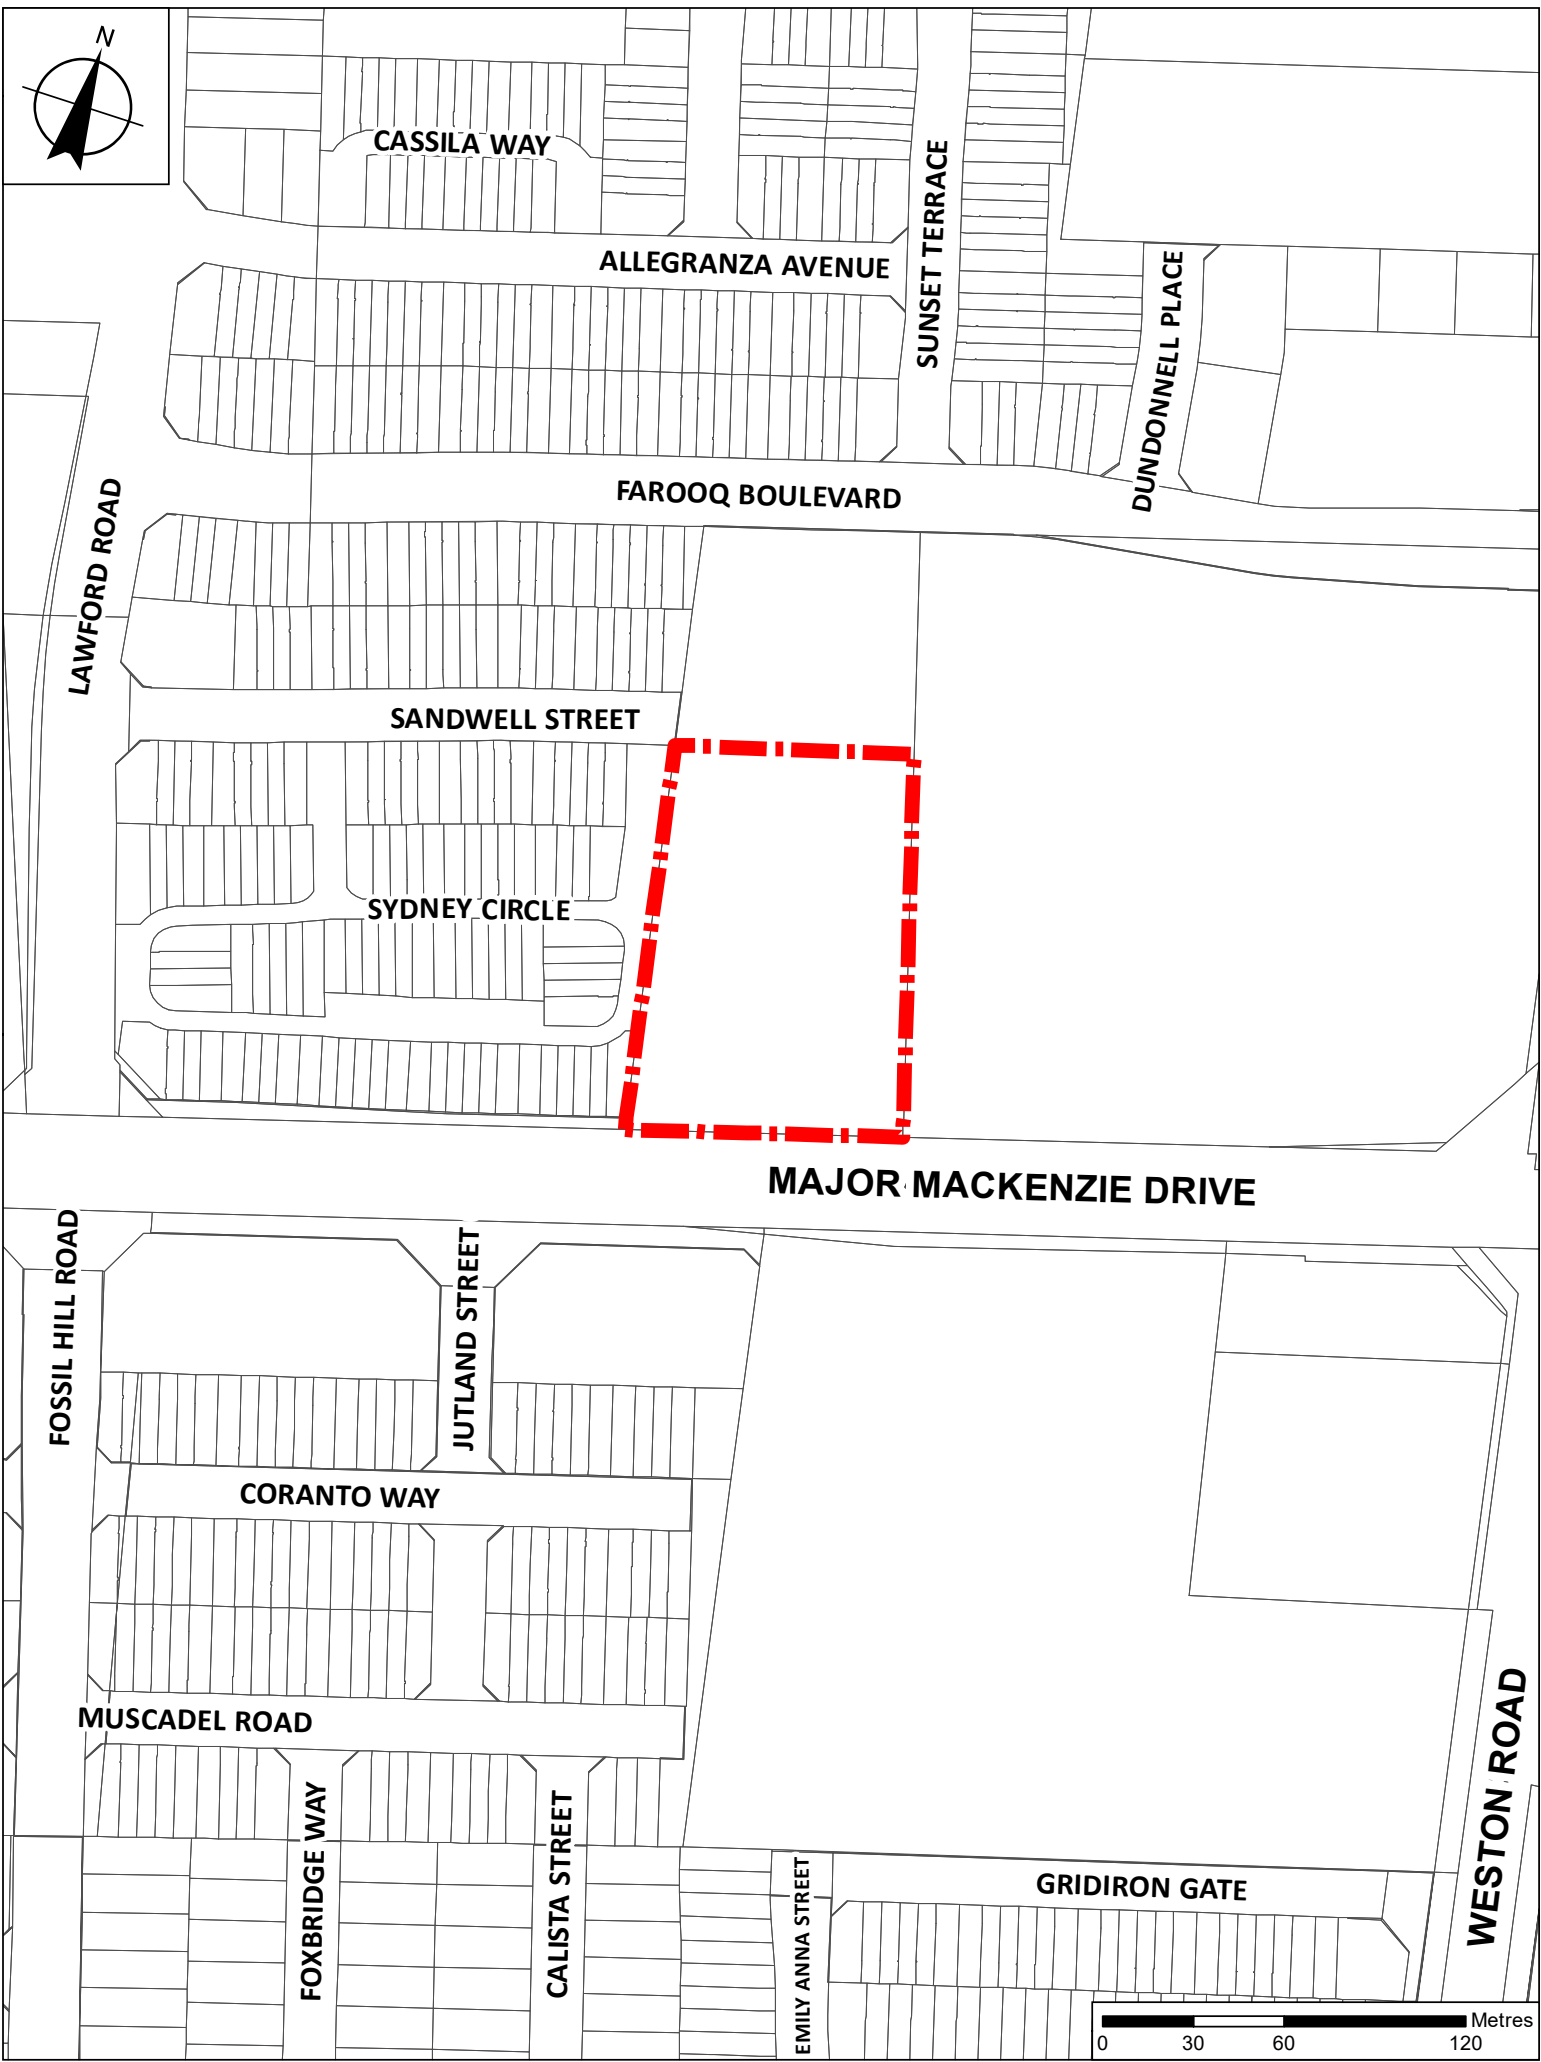 N
CASSILA WAY
ALLEGRANZA AVENUE
SUNSET TERRACE
DUNDONNELL PLACE
FAROOQ BOULEVARD
LAWFORD ROAD
SANDWELL STREET
SYDNEY CIRCLE
MAJOR MACKENZIE DRIVE
FOSSIL HILL ROAD
JUTLAND STREET
CORANTO WAY
MUSCADEL ROAD
FOXBRIDGE WAY
CALISTA STREET
EMILY ANNA STREET
GRIDIRON GATE
WESTON ROAD
Metres
0 30 60 120